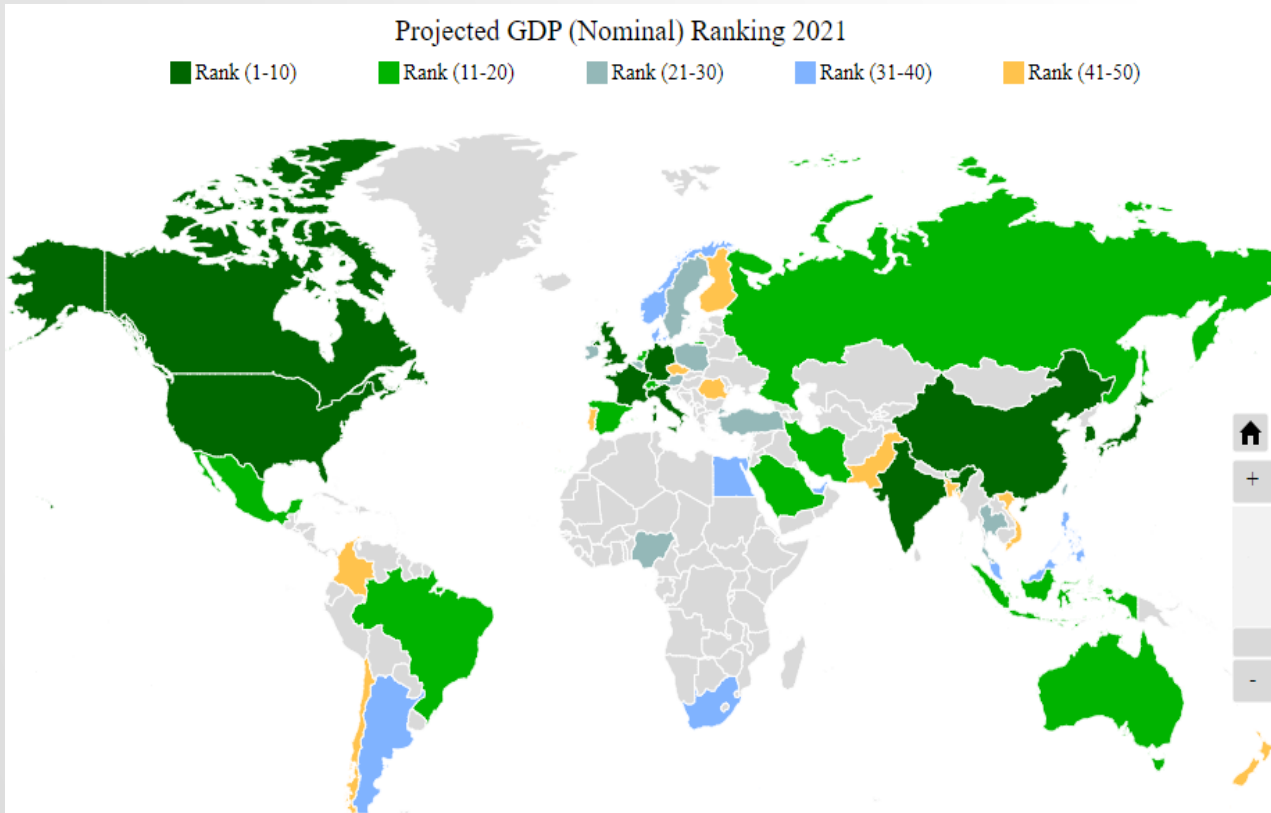 Projected GDP (Nominal) Ranking 2021
Rank (1-10) Rank (11-20) Rank (21-30) Rank (31-40) Rank (41-50)
+
-